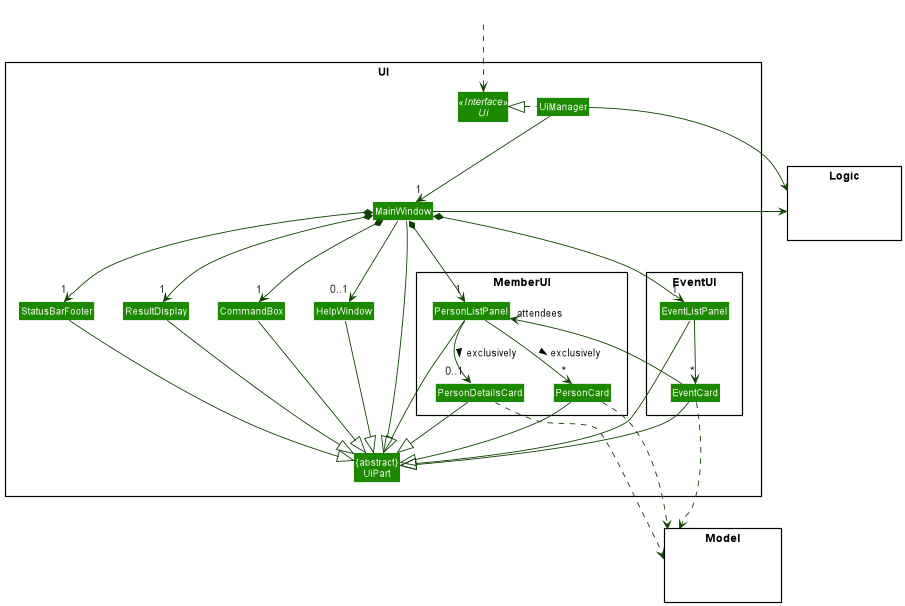 UI
«Interface»
Ui
UiManager
Logic
1
MainWindow
1
1
1
0..1
MemberUI
1
EventUI
1
StatusBarFooter
ResultDisplay
CommandBox
HelpWindow
PersonListPanel
attendees
EventListPanel
exclusively
exclusively
0..1
*
*
PersonDetailsCard
PersonCard
EventCard
{abstract}
UiPart
Model